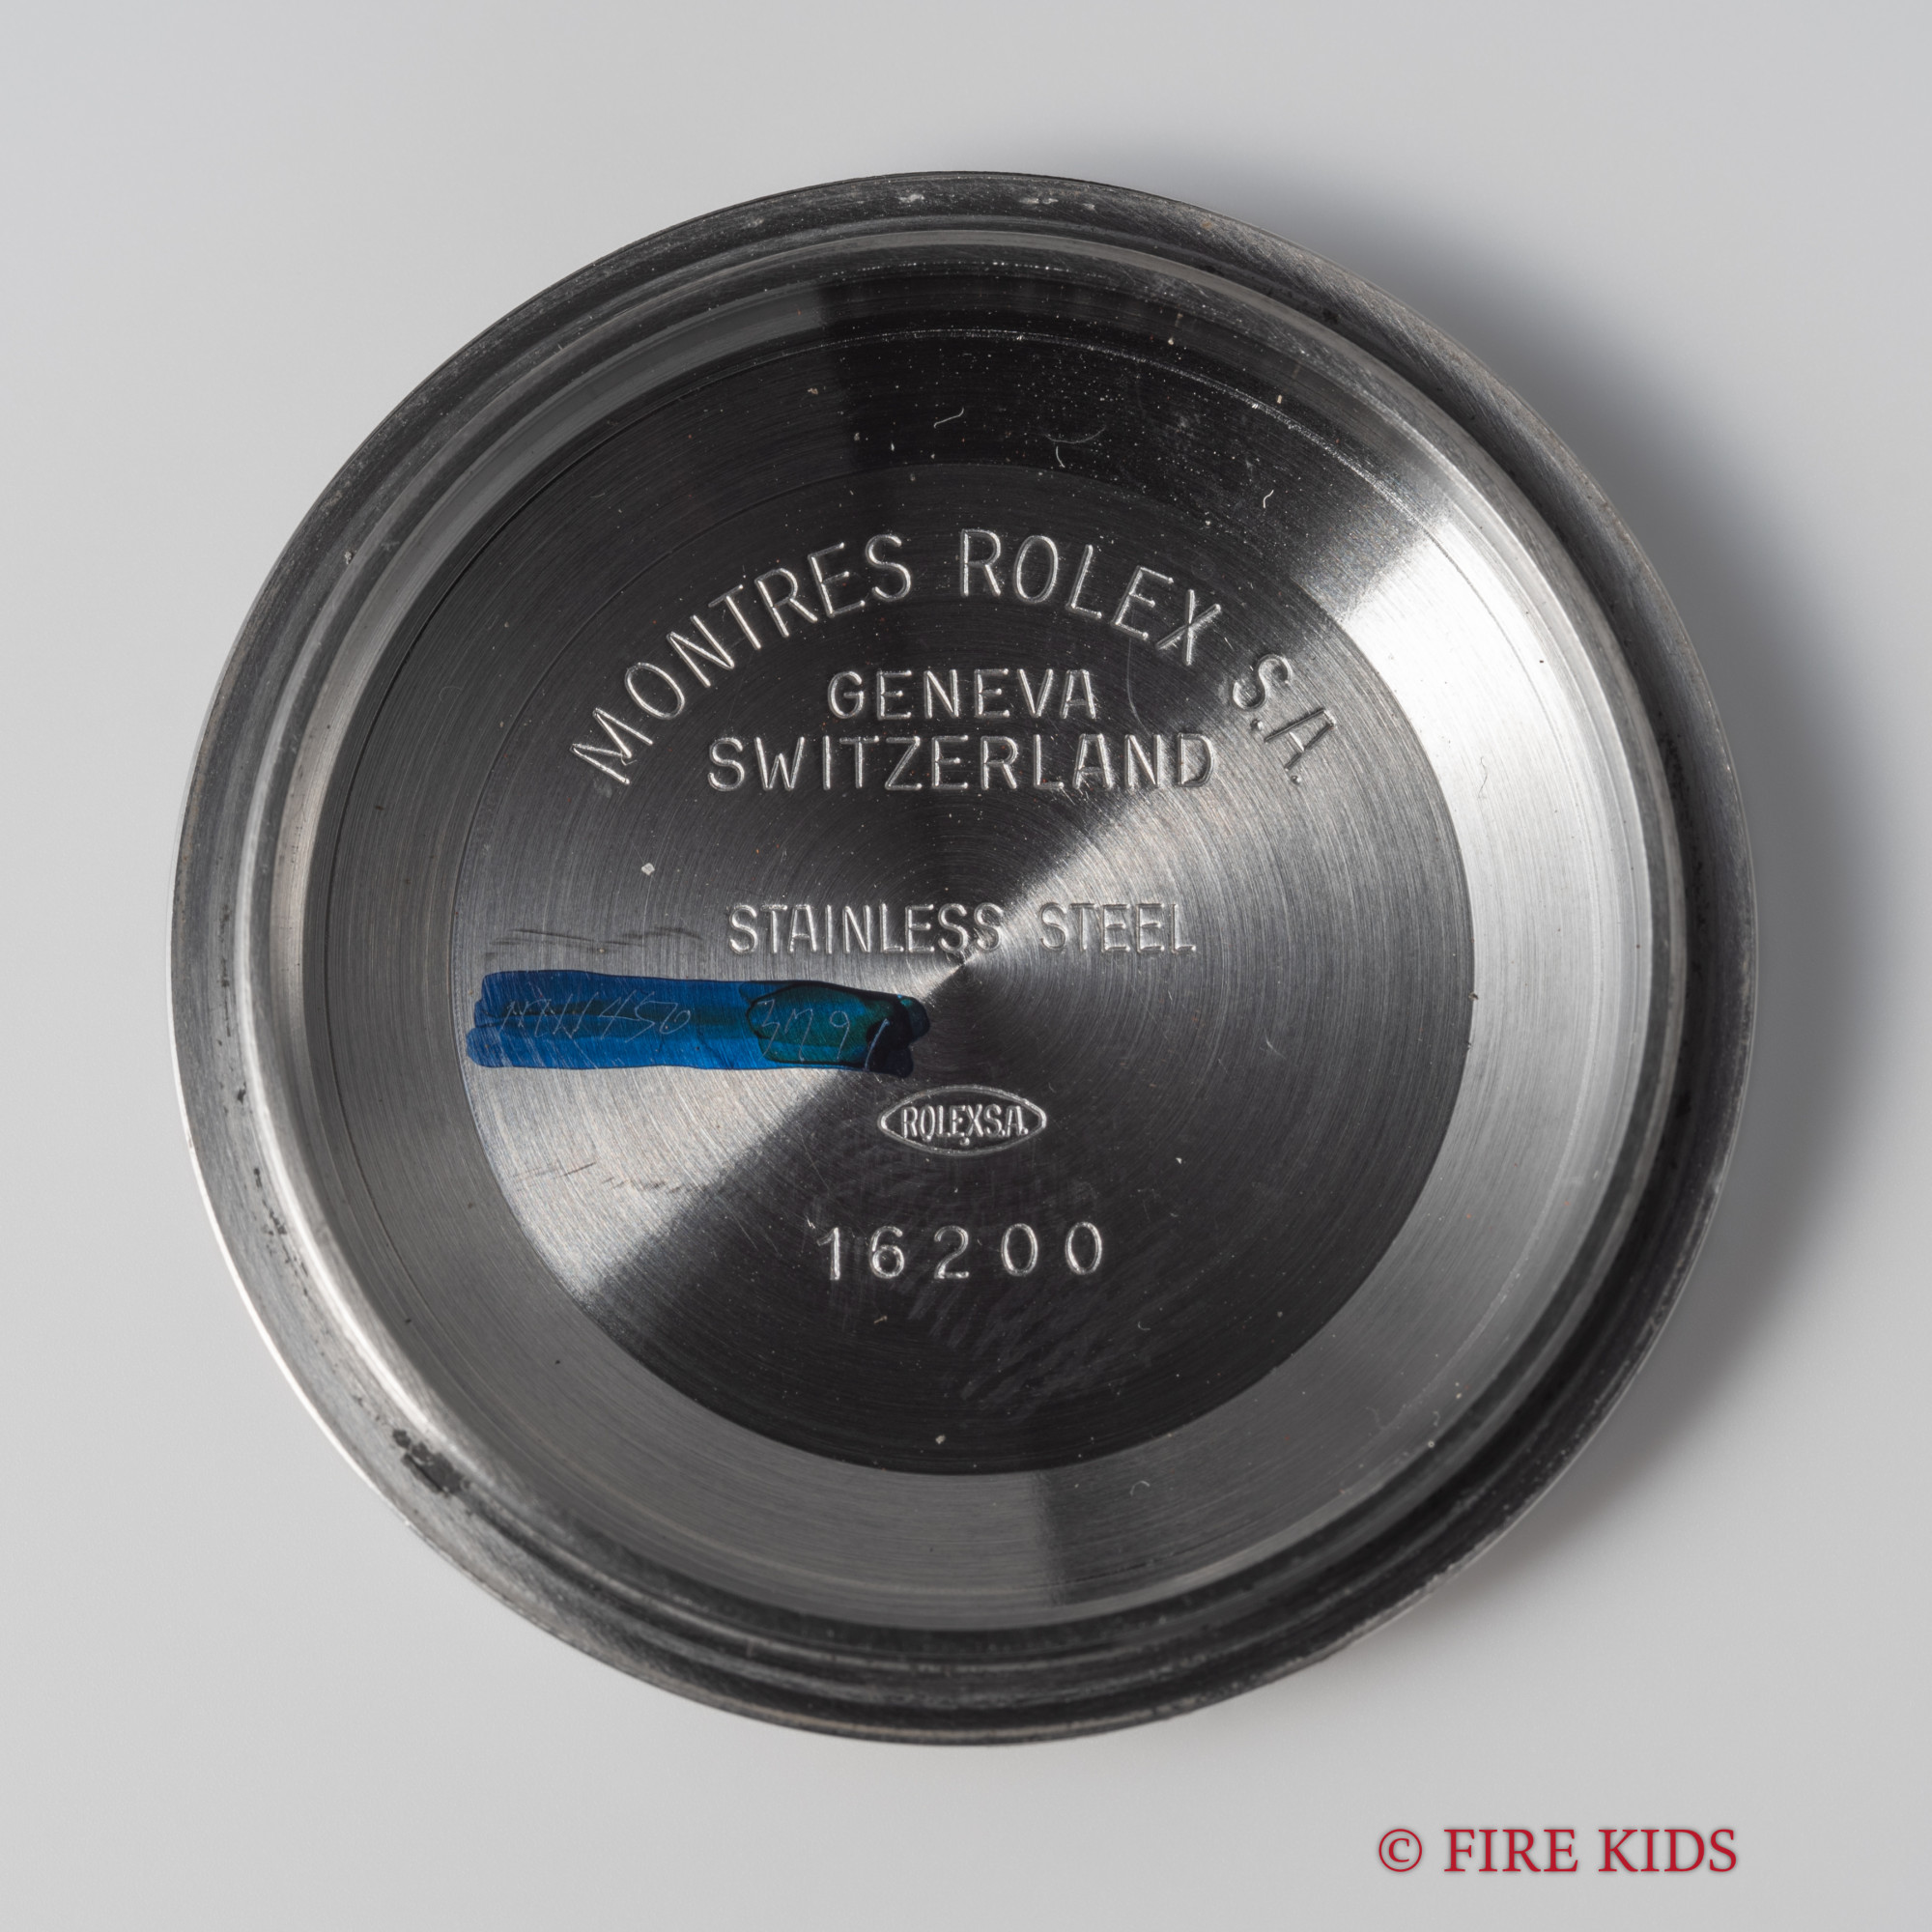 MONTRES ROLEX S.A.
GENEVA
SWITZERLAND
STAINLESS STEEL
ROLEX S.A.
16200
© FIRE KIDS